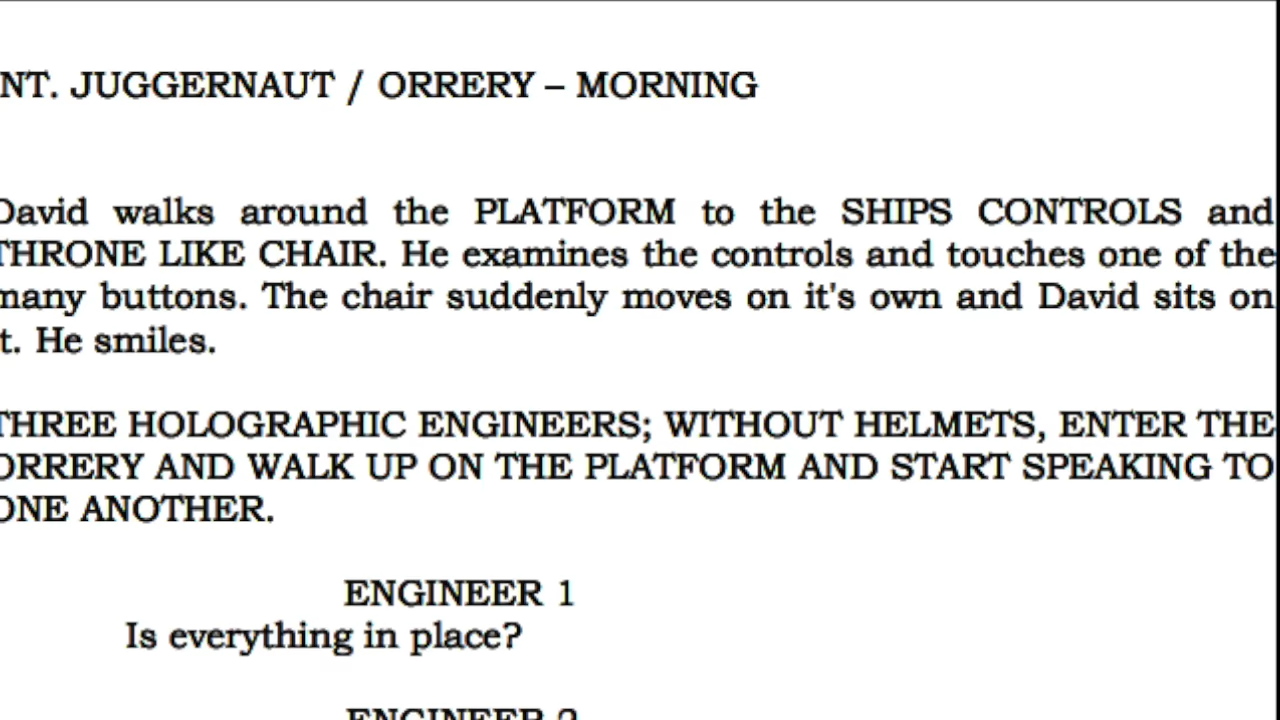 NT. JUGGERNAUT / ORRERY – MORNING
David walks around the PLATFORM to the SHIPS CONTROLS and
THRONE LIKE CHAIR. He examines the controls and touches one of the
many buttons. The chair suddenly moves on it's own and David sits on
t. He smiles.
THREE HOLOGRAPHIC ENGINEERS; WITHOUT HELMETS, ENTER THE
ORRERY AND WALK UP ON THE PLATFORM AND START SPEAKING TO
ONE ANOTHER.
ENGINEER 1
Is everything in place?
ENGINEER 2